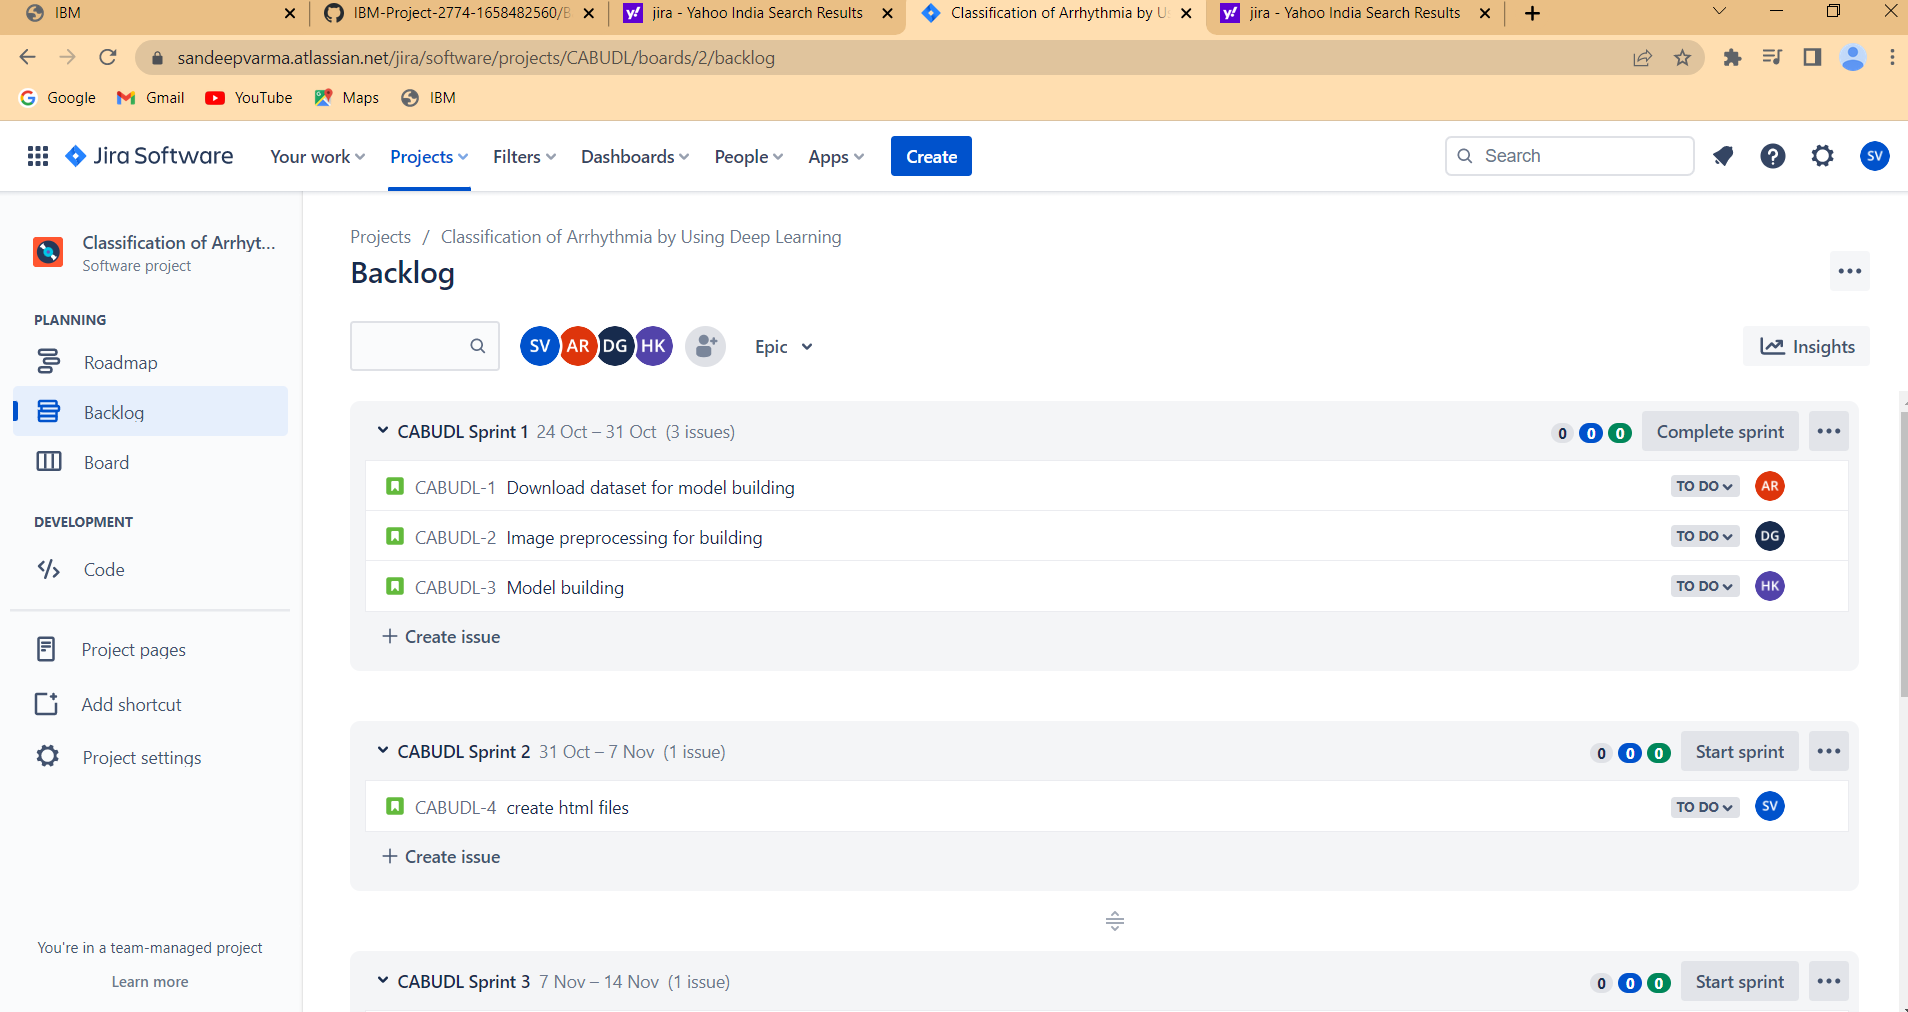 IBM
IBM-Project-2774-1658482560/B
jira - Yahoo India Search Results
Classification of Arrhythmia by U
jira - Yahoo India Search Results
sandeepvarma.atlassian.net/jira/software/projects/CABUDL/boards/2/backlog
Google Gmail YouTube Maps IBM
Jira Software Your work Projects Filters Dashboards People Apps Create Search SV
Classification of Arrhyt...
Software project
PLANNING
Roadmap
Backlog
Board
DEVELOPMENT
Code
Project pages
Add shortcut
Project settings
You're in a team-managed project
Learn more
Projects / Classification of Arrhythmia by Using Deep Learning
Backlog
SV AR DG HK Epic Insights
CABUDL Sprint 1 24 Oct – 31 Oct (3 issues) 0 0 0 Complete sprint
CABUDL-1 Download dataset for model building TO DO AR
CABUDL-2 Image preprocessing for building TO DO DG
CABUDL-3 Model building TO DO HK
+ Create issue
CABUDL Sprint 2 31 Oct – 7 Nov (1 issue) 0 0 0 Start sprint
CABUDL-4 create html files TO DO SV
+ Create issue
CABUDL Sprint 3 7 Nov – 14 Nov (1 issue) 0 0 0 Start sprint